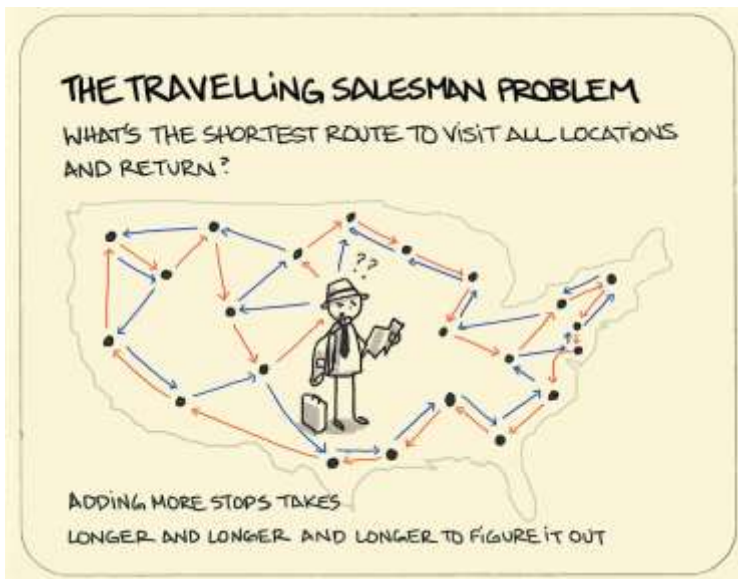 THE TRAVELLING SALESMAN PROBLEM
WHAT'S THE SHORTEST ROUTE TO VISIT ALL LOCATIONS
AND RETURN?
??
ADDING MORE STOPS TAKES
LONGER AND LONGER AND LONGER TO FIGURE IT OUT